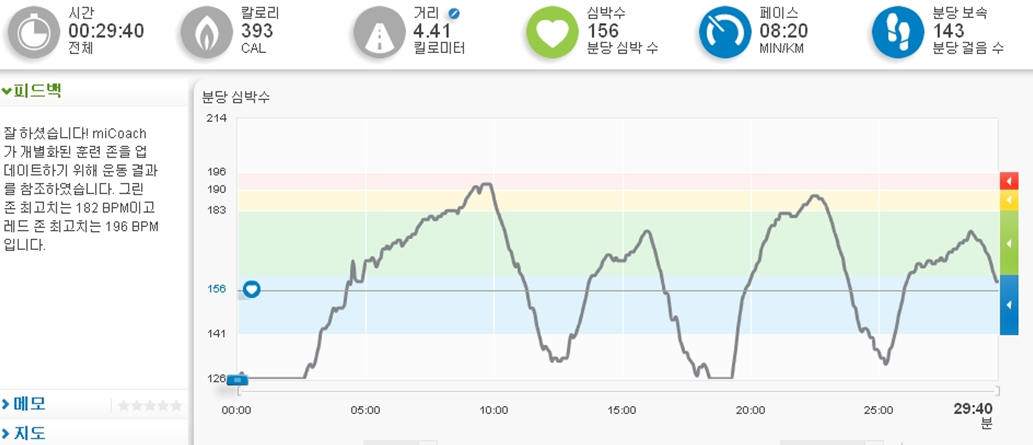 시간
00:29:40
전체
칼로리
393
CAL
거리
4.41
킬로미터
심박수
156
분당 심박 수
페이스
08:20
MIN/KM
분당 보속
143
분당 걸음 수
피드백
잘 하셨습니다! miCoach
가 개별화된 훈련 존을 업
데이트하기 위해 운동 결과
를 참조하였습니다. 그린
존 최고치는 182 BPM이고
레드 존 최고치는 196 BPM
입니다.
메모
지도
분당 심박수
214
196
190
183
156
141
126
00:00
05:00
10:00
15:00
20:00
25:00
29:40
분